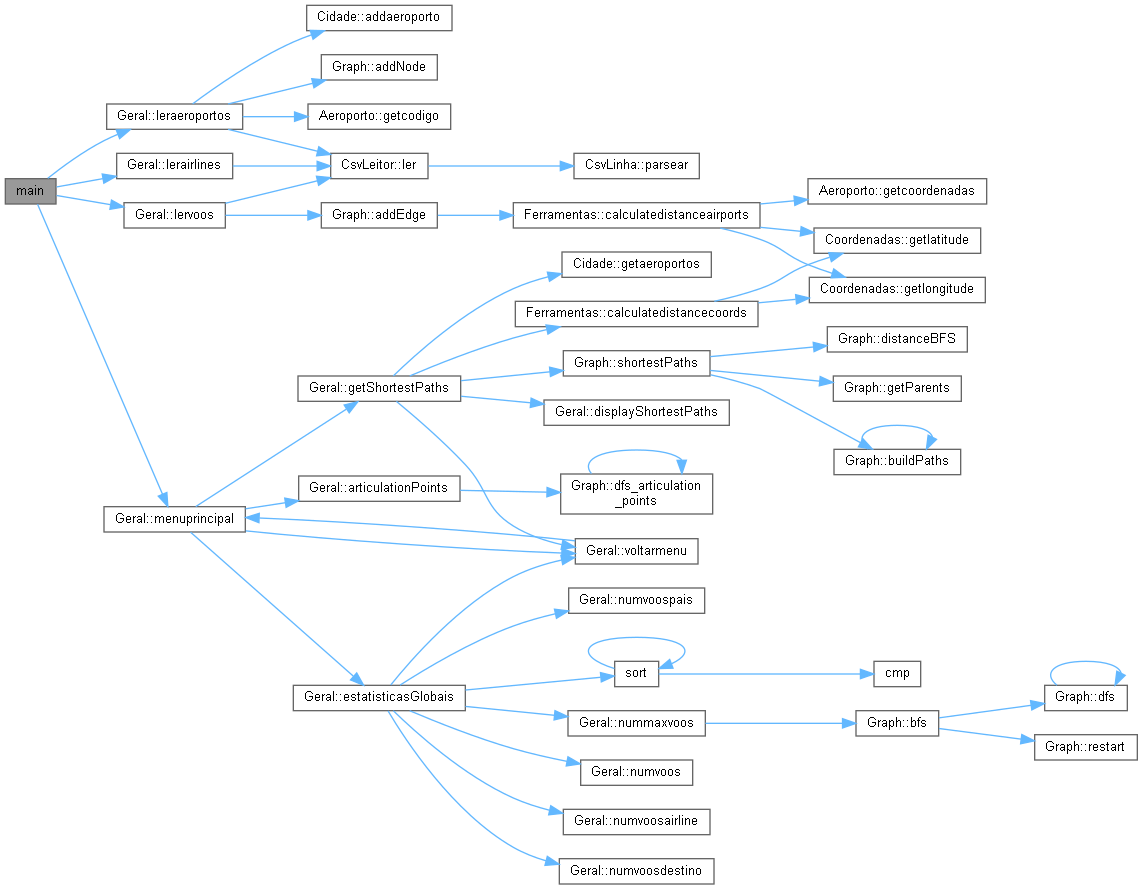 Cidade::addaeroporto
Graph::addNode
Geral::leraeroportos
Aeroporto::getcodigo
main
Geral::lerairlines
CsvLeitor::ler
CsvLinha::parsear
Geral::lervoos
Graph::addEdge
Ferramentas::calculatedistanceairports
Aeroporto::getcoordenadas
Coordenadas::getlatitude
Cidade::getaeroportos
Coordenadas::getlongitude
Ferramentas::calculatedistancecoords
Graph::distanceBFS
Graph::shortestPaths
Geral::getShortestPaths
Graph::getParents
Geral::displayShortestPaths
Graph::buildPaths
Geral::articulationPoints
Graph::dfs_articulation
_points
Geral::menuprincipal
Geral::voltarmenu
Geral::numvoospais
sort
cmp
Geral::estatisticasGlobais
Geral::nummaxvoos
Graph::bfs
Graph::dfs
Graph::restart
Geral::numvoos
Geral::numvoosairline
Geral::numvoosdestino